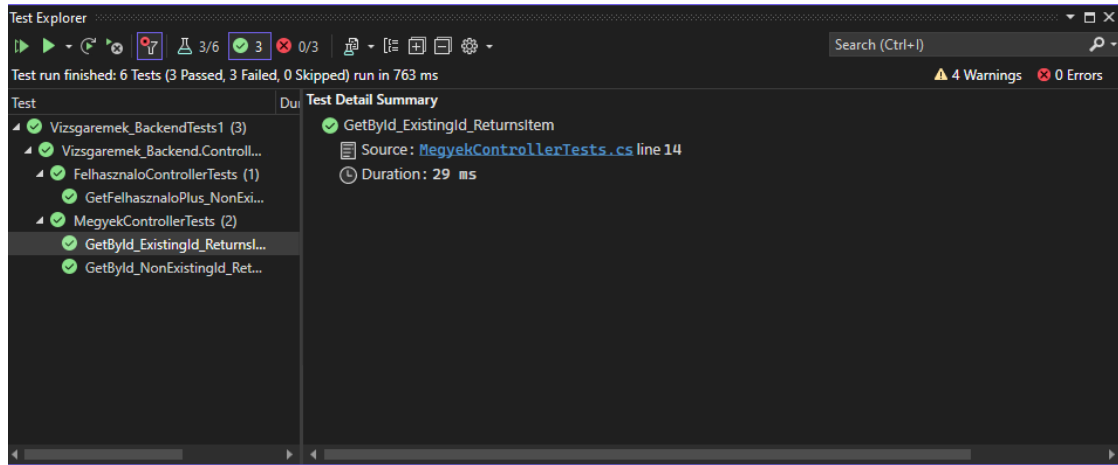 Test Explorer
3/6 3 0/3 Search (Ctrl+I)
Test run finished: 6 Tests (3 Passed, 3 Failed, 0 Skipped) run in 763 ms 4 Warnings 0 Errors
Test Dur Test Detail Summary
Vizsgaremek_BackendTests1 (3)
Vizsgaremek_Backend.Controll...
FelhasznaloControllerTests (1)
GetFelhasznaloPlus_NonExi...
MegyekControllerTests (2)
GetById_ExistingId_ReturnsI...
GetById_NonExistingId_Ret...
GetById_ExistingId_ReturnsItem
Source: MegyekControllerTests.cs line 14
Duration: 29 ms